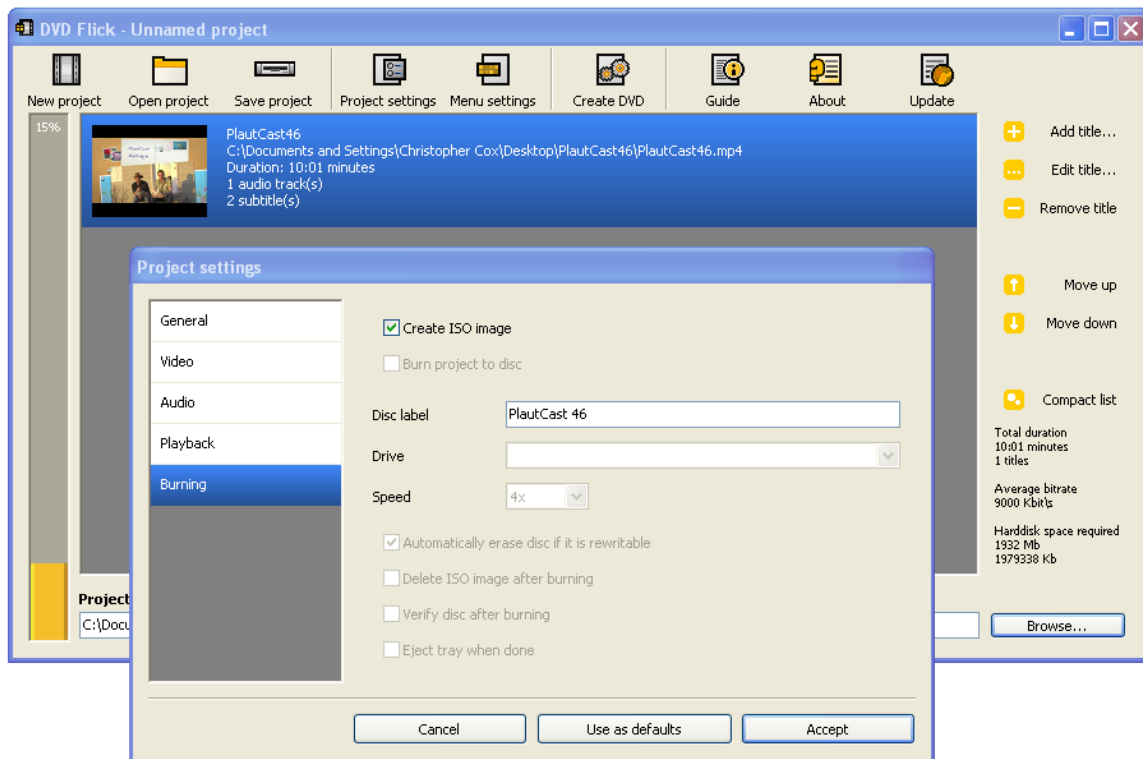 DVD Flick - Unnamed project
New project
Open project
Save project
Project settings
Menu settings
Create DVD
Guide
About
Update
15%
PlautCast46
C:\Documents and Settings\Christopher Cox\Desktop\PlautCast46\PlautCast46.mp4
Duration: 10:01 minutes
1 audio track(s)
2 subtitle(s)
Add title...
Edit title...
Remove title
Move up
Move down
Compact list
Total duration
10:01 minutes
1 titles
Average bitrate
9000 Kbit\s
Harddisk space required
1932 Mb
1979338 Kb
Project
C:\Docu
Browse...
Project settings
General
Video
Audio
Playback
Burning
Create ISO image
Burn project to disc
Disc label
PlautCast 46
Drive
Speed
4x
Automatically erase disc if it is rewritable
Delete ISO image after burning
Verify disc after burning
Eject tray when done
Cancel
Use as defaults
Accept